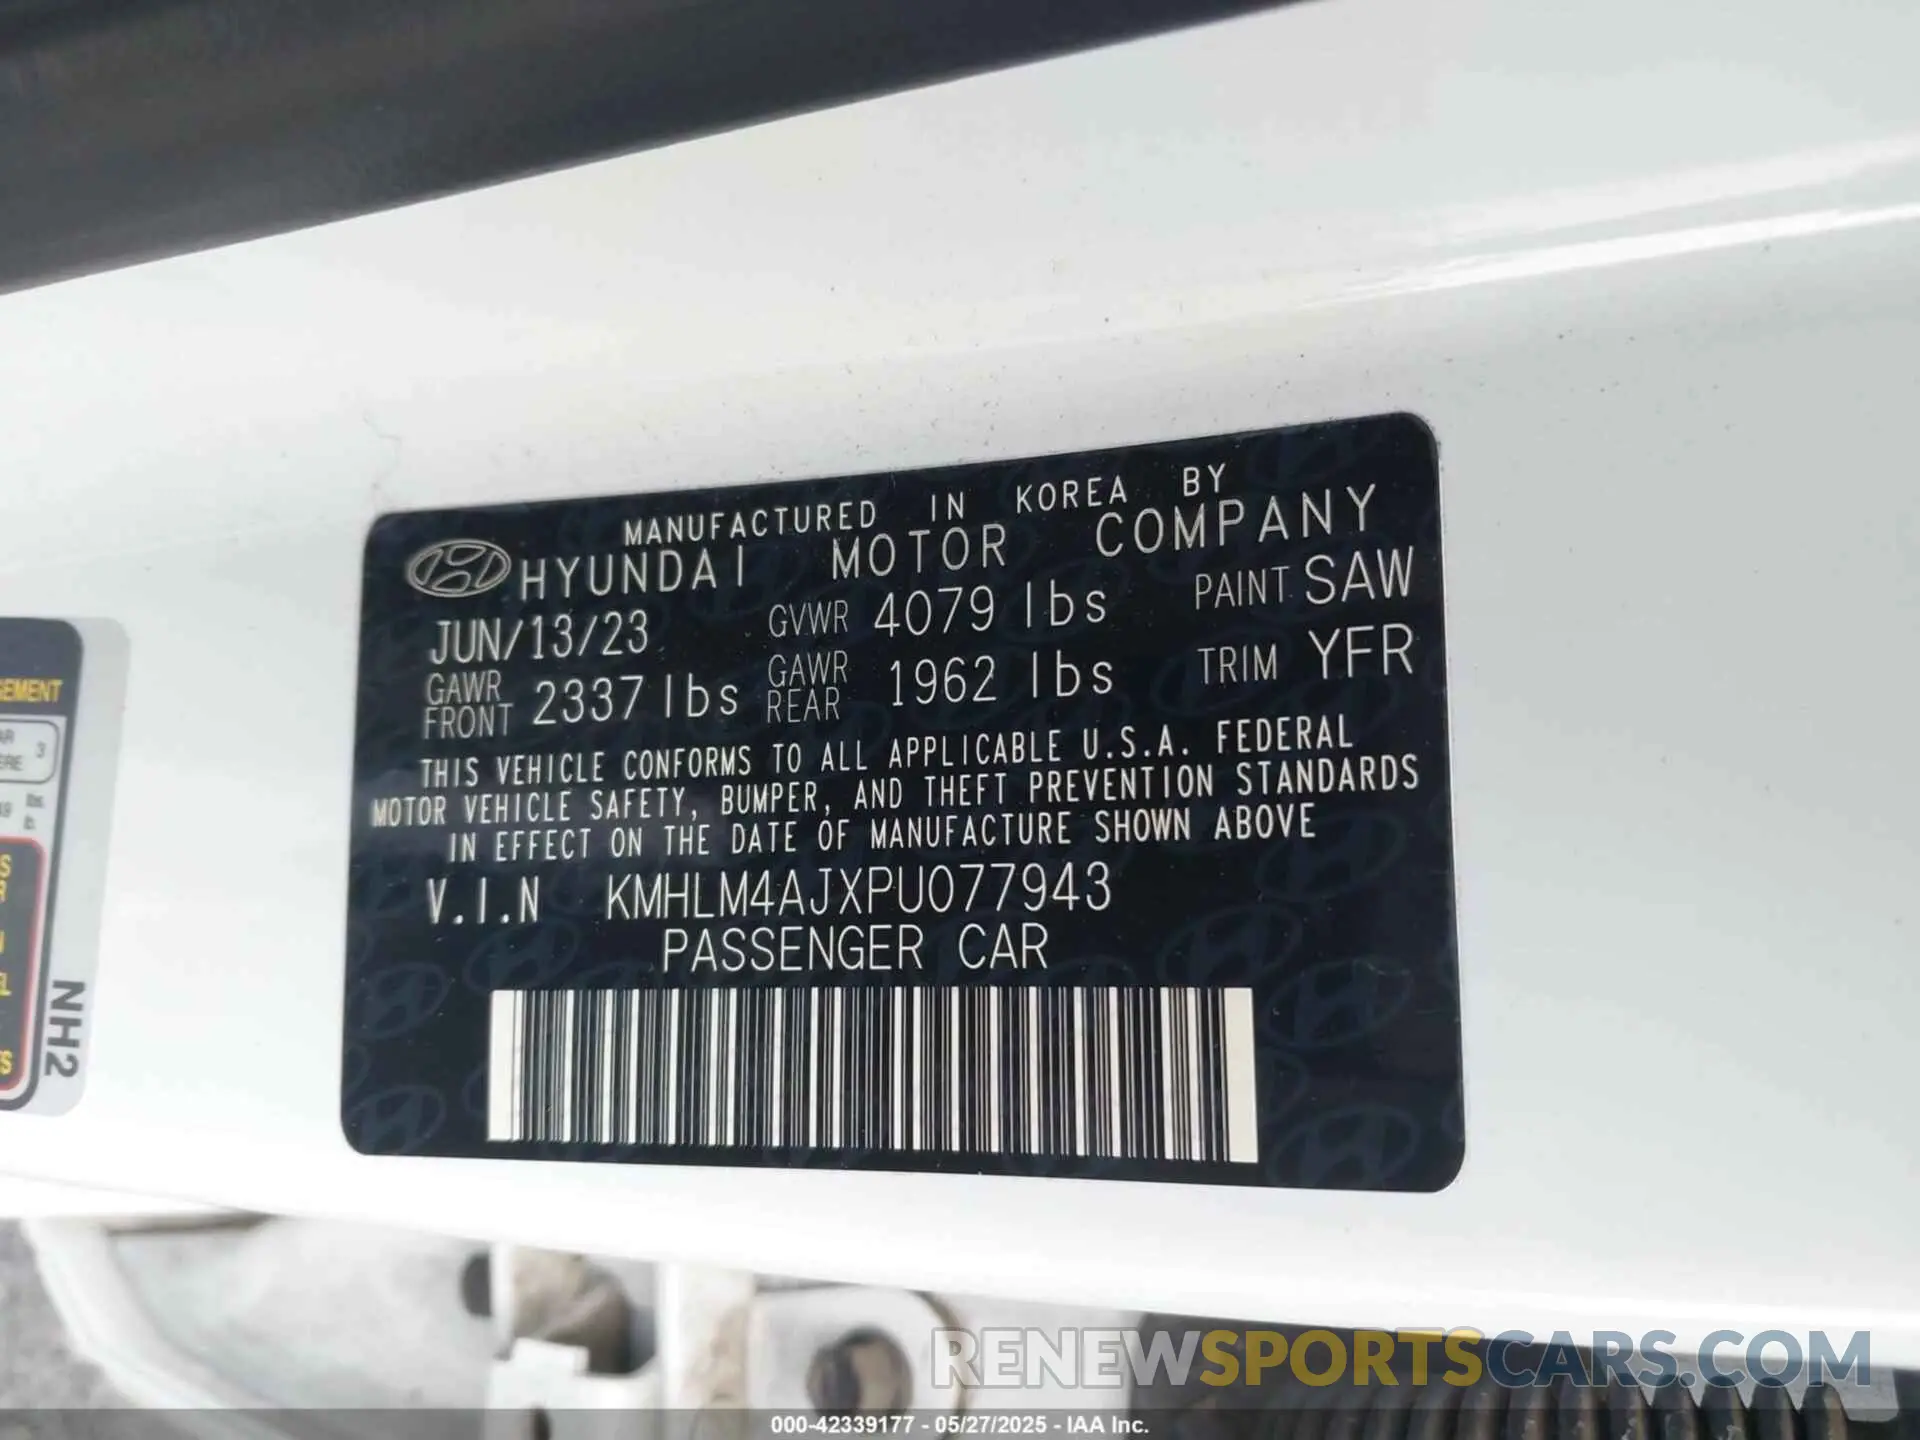 MANUFACTURED IN KOREA BY
HYUNDAI MOTOR COMPANY
JUN/13/23 GVWR 4079 lbs PAINT SAW
GAWR FRONT 2337 lbs GAWR REAR 1962 lbs TRIM YFR
THIS VEHICLE CONFORMS TO ALL APPLICABLE U.S.A. FEDERAL
MOTOR VEHICLE SAFETY, BUMPER, AND THEFT PREVENTION STANDARDS
IN EFFECT ON THE DATE OF MANUFACTURE SHOWN ABOVE
V.I.N KMHLM4AJXPU077943
PASSENGER CAR
3
lbs.
lb.
NH2
RENEWSPORTSCARS.COM
000-42339177 - 05/27/2025 - IAA Inc.